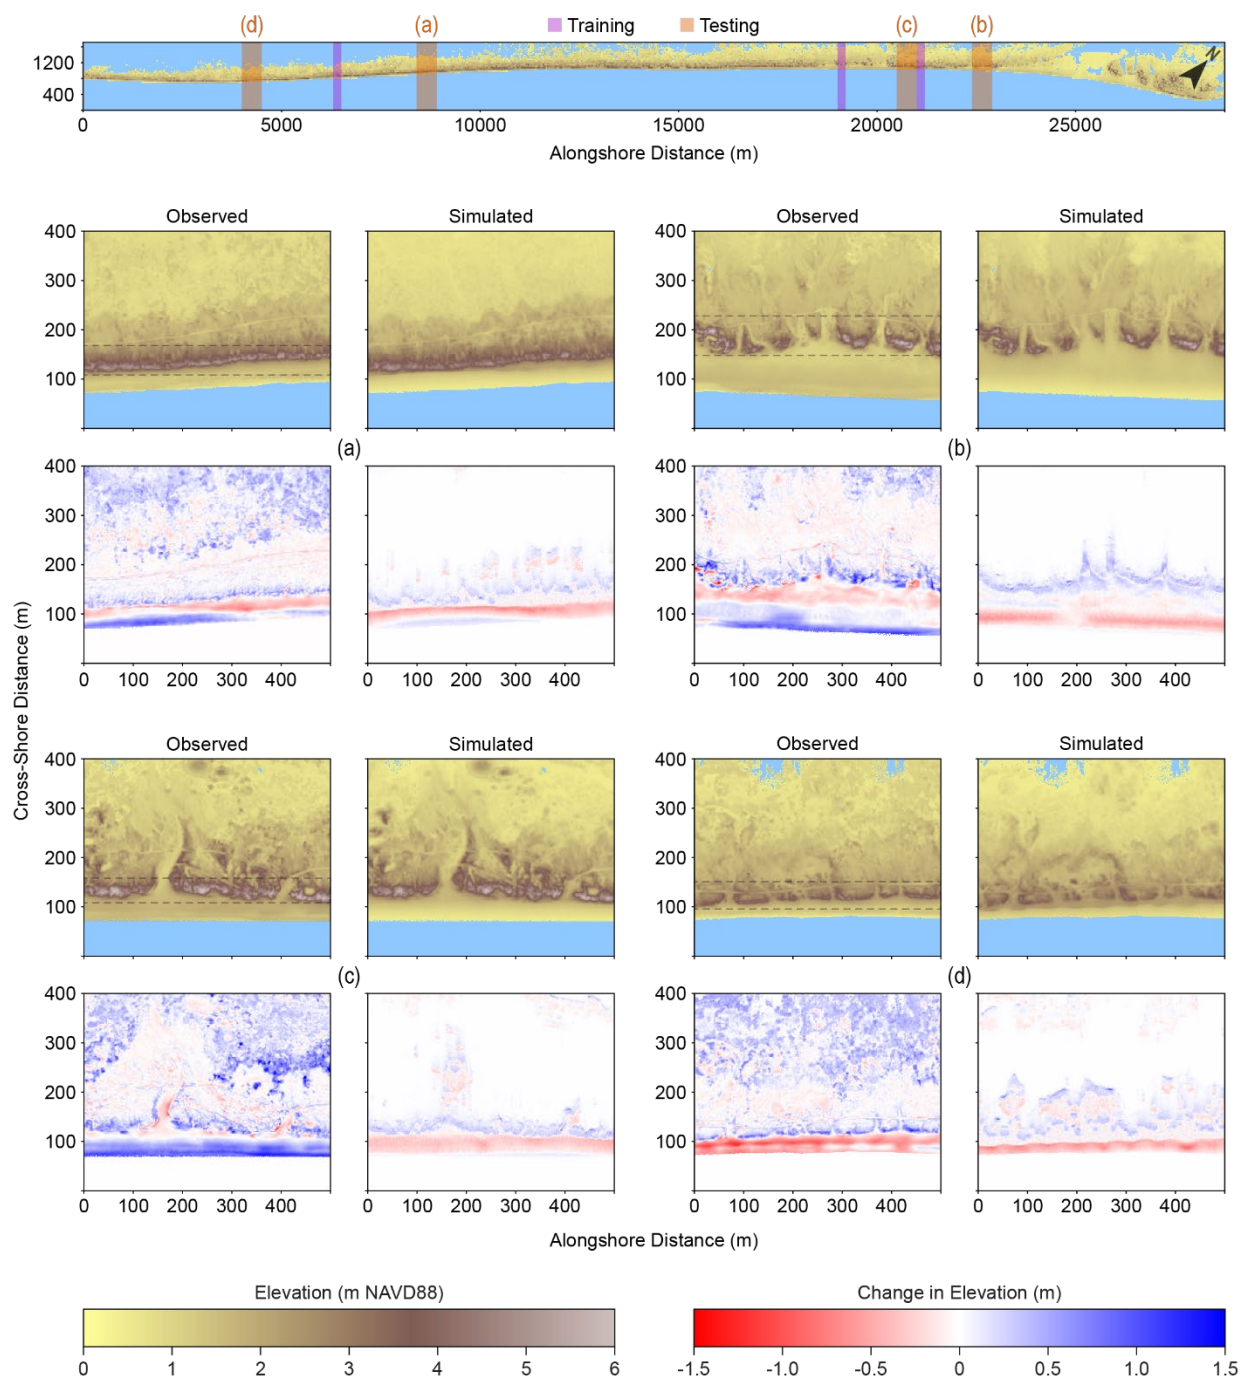 (d) (a) Training Testing (c) (b)
N
1200
400
0 5000 10000 15000 20000 25000
Alongshore Distance (m)
Observed Simulated Observed Simulated
400 400
300 300
200 200
100 100
(a) (b)
400 400
300 300
200 200
100 100
0 100 200 300 400 0 100 200 300 400 0 100 200 300 400 0 100 200 300 400
Cross-Shore Distance (m)
Observed Simulated Observed Simulated
400 400
300 300
200 200
100 100
(c) (d)
400 400
300 300
200 200
100 100
0 100 200 300 400 0 100 200 300 400 0 100 200 300 400 0 100 200 300 400
Alongshore Distance (m)
Elevation (m NAVD88) Change in Elevation (m)
0 1 2 3 4 5 6 -1.5 -1.0 -0.5 0 0.5 1.0 1.5